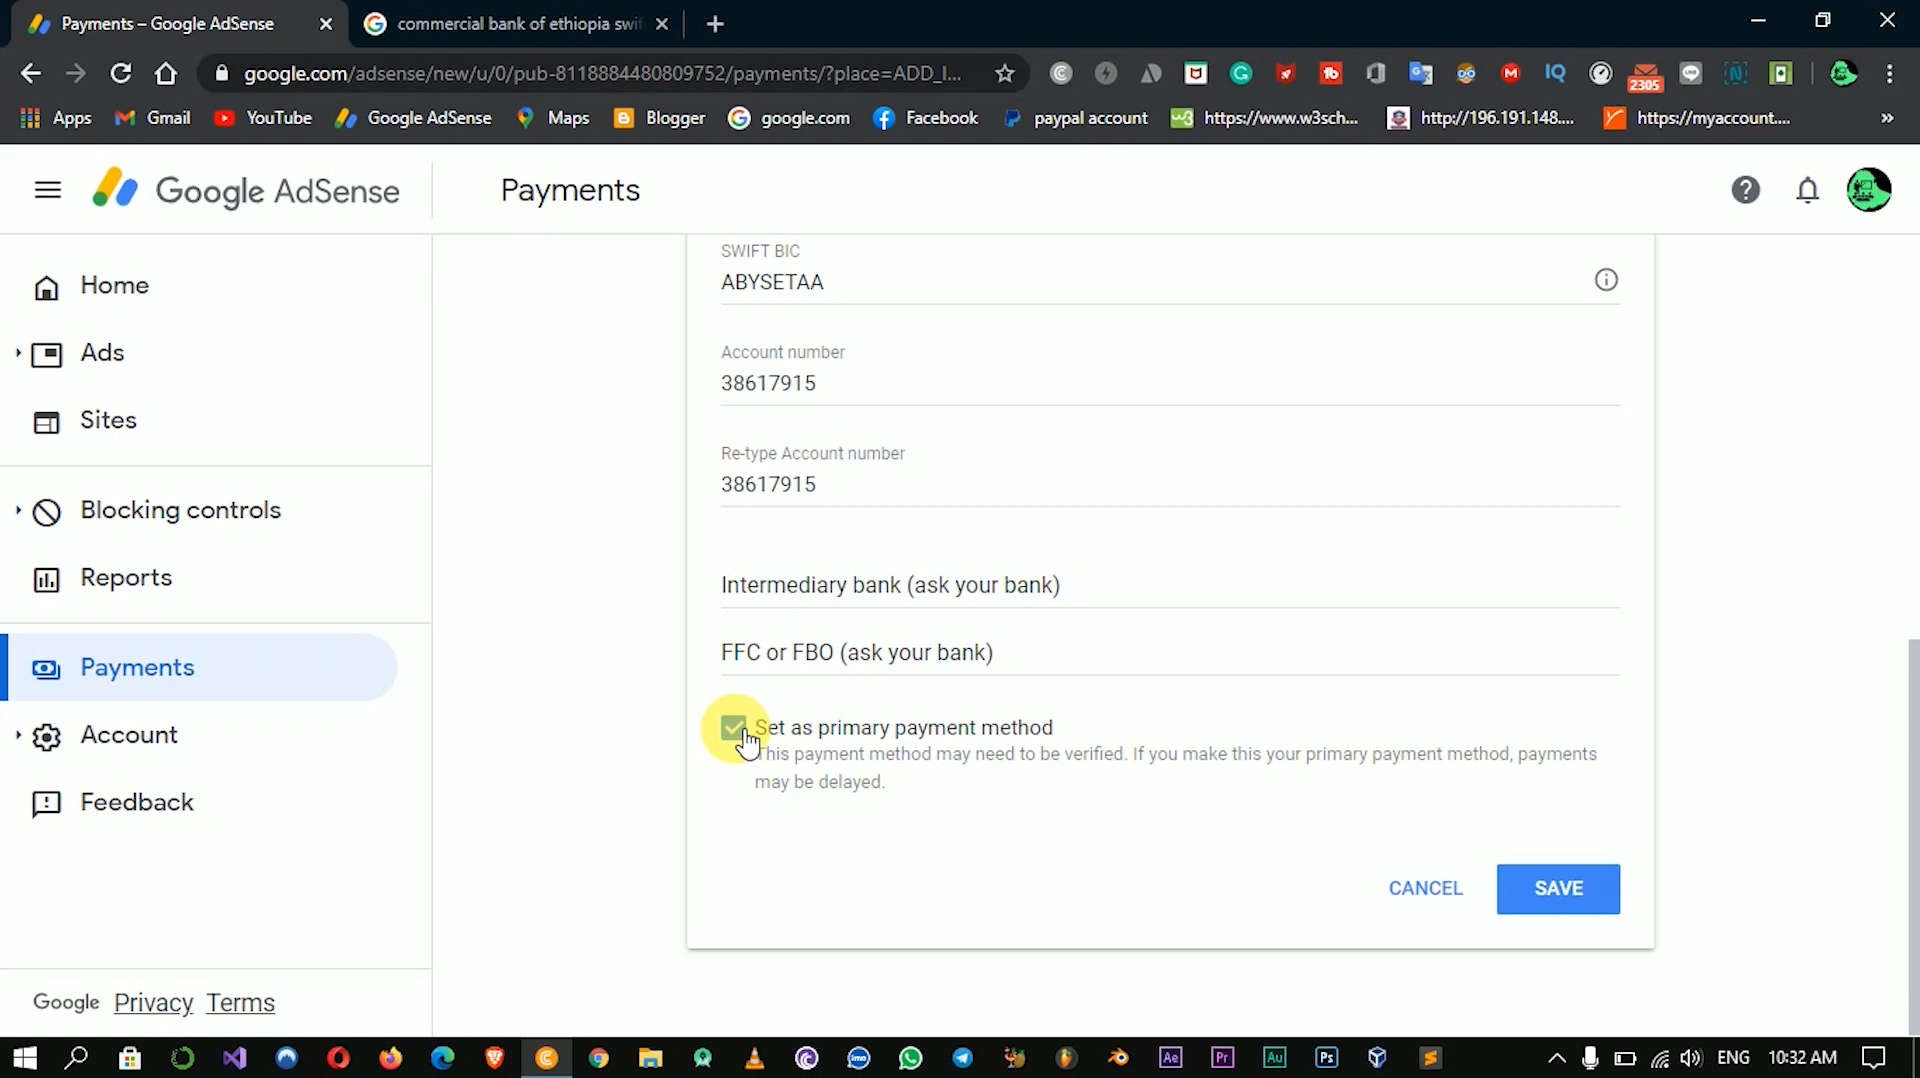 Payments – Google AdSense
commercial bank of ethiopia swif
google.com/adsense/new/u/0/pub-8118884480809752/payments/?place=ADD_I...
2305
Apps
Gmail
YouTube
Google AdSense
Maps
Blogger
google.com
Facebook
paypal account
https://www.w3sch...
http://196.191.148....
https://myaccount....
»
Google AdSense
Payments
Home
Ads
Sites
Blocking controls
Reports
Payments
Account
Feedback
Google Privacy Terms
SWIFT BIC
ABYSETAA
Account number
38617915
Re-type Account number
38617915
Intermediary bank (ask your bank)
FFC or FBO (ask your bank)
Set as primary payment method
This payment method may need to be verified. If you make this your primary payment method, payments
may be delayed.
CANCEL
SAVE
ENG
10:32 AM